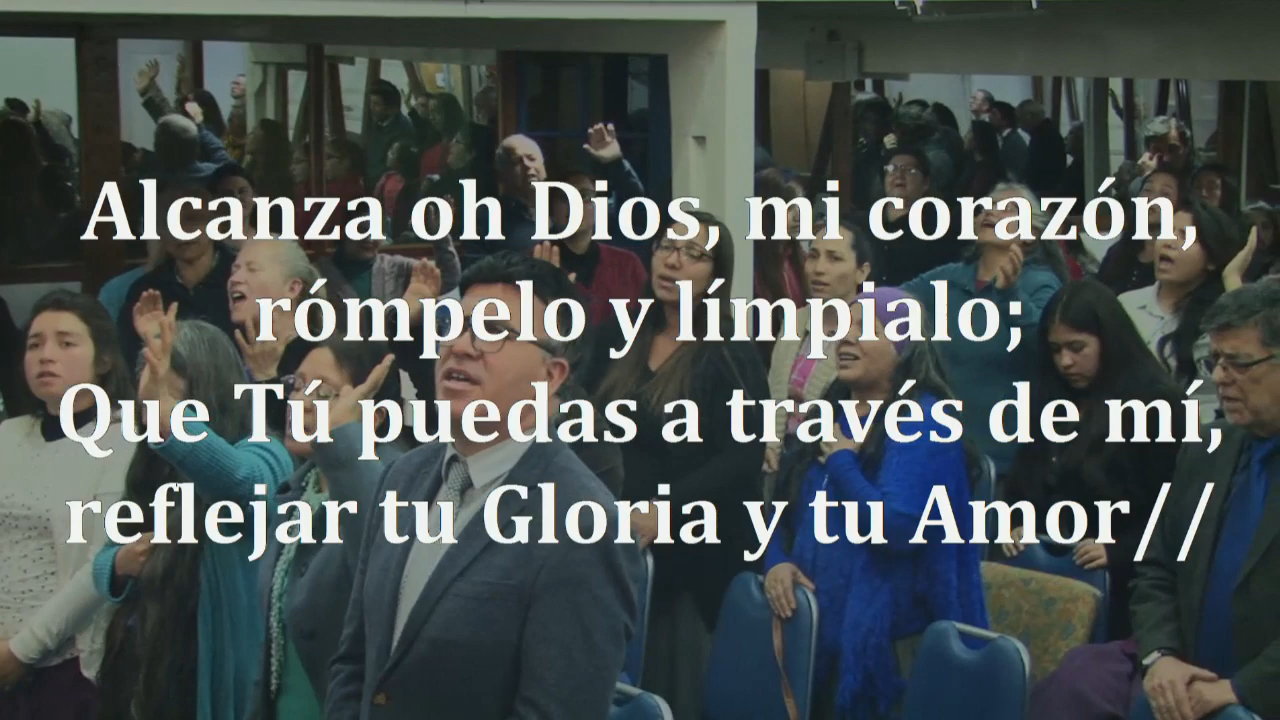 Alcanza oh Dios, mi corazón,
rómpelo y límpialo;
Que Tú puedas a través de mí,
reflejar tu Gloria y tu Amor//